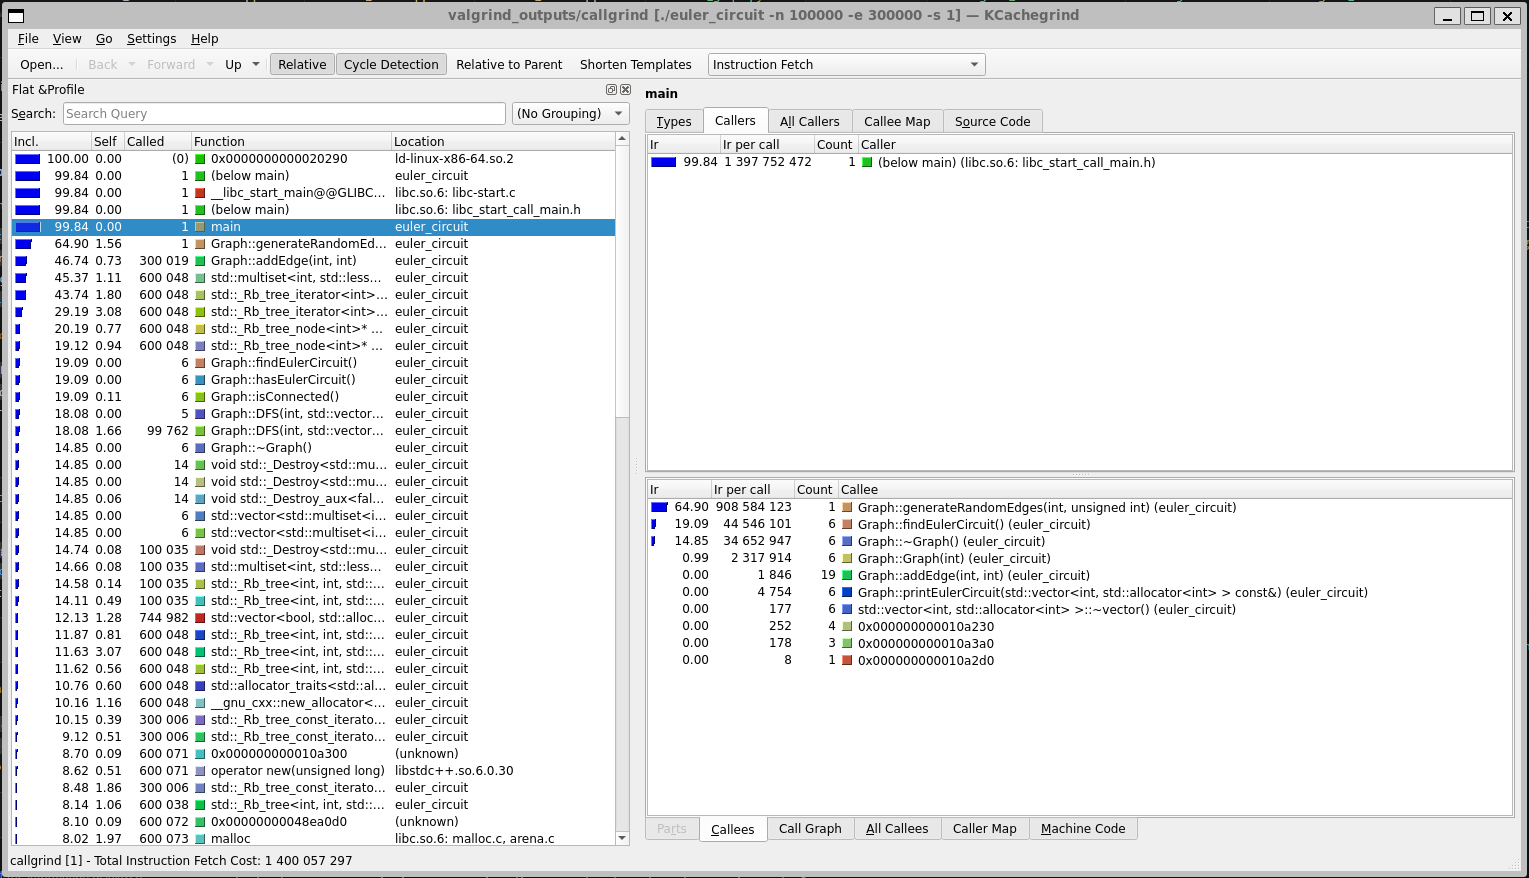 valgrind_outputs/callgrind [./euler_circuit -n 100000 -e 300000 -s 1] — KCachegrind
File View Go Settings Help
Open... Back Forward Up Relative Cycle Detection Relative to Parent Shorten Templates Instruction Fetch
Flat &Profile
Search: Search Query (No Grouping)
Incl. Self Called Function Location
100.00 0.00 (0) 0x0000000000020290 ld-linux-x86-64.so.2
99.84 0.00 1 (below main) euler_circuit
99.84 0.00 1 __libc_start_main@@GLIBC... libc.so.6: libc-start.c
99.84 0.00 1 (below main) libc.so.6: libc_start_call_main.h
99.84 0.00 1 main euler_circuit
64.90 1.56 1 Graph::generateRandomEd... euler_circuit
46.74 0.73 300 019 Graph::addEdge(int, int) euler_circuit
45.37 1.11 600 048 std::multiset<int, std::less... euler_circuit
43.74 1.80 600 048 std::_Rb_tree_iterator<int>... euler_circuit
29.19 3.08 600 048 std::_Rb_tree_iterator<int>... euler_circuit
20.19 0.77 600 048 std::_Rb_tree_node<int>* ... euler_circuit
19.12 0.94 600 048 std::_Rb_tree_node<int>* ... euler_circuit
19.09 0.00 6 Graph::findEulerCircuit() euler_circuit
19.09 0.00 6 Graph::hasEulerCircuit() euler_circuit
19.09 0.11 6 Graph::isConnected() euler_circuit
18.08 0.00 5 Graph::DFS(int, std::vector... euler_circuit
18.08 1.66 99 762 Graph::DFS(int, std::vector... euler_circuit
14.85 0.00 6 Graph::~Graph() euler_circuit
14.85 0.00 14 void std::_Destroy<std::mu... euler_circuit
14.85 0.00 14 void std::_Destroy<std::mu... euler_circuit
14.85 0.06 14 void std::_Destroy_aux<fal... euler_circuit
14.85 0.00 6 std::vector<std::multiset<i... euler_circuit
14.85 0.00 6 std::vector<std::multiset<i... euler_circuit
14.74 0.08 100 035 void std::_Destroy<std::mu... euler_circuit
14.66 0.08 100 035 std::multiset<int, std::less... euler_circuit
14.58 0.14 100 035 std::_Rb_tree<int, int, std::... euler_circuit
14.11 0.49 100 035 std::_Rb_tree<int, int, std::... euler_circuit
12.13 1.28 744 982 std::vector<bool, std::alloc... euler_circuit
11.87 0.81 600 048 std::_Rb_tree<int, int, std::... euler_circuit
11.63 3.07 600 048 std::_Rb_tree<int, int, std::... euler_circuit
11.62 0.56 600 048 std::_Rb_tree<int, int, std::... euler_circuit
10.76 0.60 600 048 std::allocator_traits<std::al... euler_circuit
10.16 1.16 600 048 __gnu_cxx::new_allocator<... euler_circuit
10.15 0.39 300 006 std::_Rb_tree_const_iterato... euler_circuit
9.12 0.51 300 006 std::_Rb_tree_const_iterato... euler_circuit
8.70 0.09 600 071 0x000000000010a300 (unknown)
8.62 0.51 600 071 operator new(unsigned long) libstdc++.so.6.0.30
8.48 1.86 300 006 std::_Rb_tree_const_iterato... euler_circuit
8.14 1.06 600 038 std::_Rb_tree<int, int, std::... euler_circuit
8.10 0.09 600 072 0x00000000048ea0d0 (unknown)
8.02 1.97 600 073 malloc libc.so.6: malloc.c, arena.c
main
Types Callers All Callers Callee Map Source Code
Ir Ir per call Count Caller
99.84 1 397 752 472 1 (below main) (libc.so.6: libc_start_call_main.h)
Ir Ir per call Count Callee
64.90 908 584 123 1 Graph::generateRandomEdges(int, unsigned int) (euler_circuit)
19.09 44 546 101 6 Graph::findEulerCircuit() (euler_circuit)
14.85 34 652 947 6 Graph::~Graph() (euler_circuit)
0.99 2 317 914 6 Graph::Graph(int) (euler_circuit)
0.00 1 846 19 Graph::addEdge(int, int) (euler_circuit)
0.00 4 754 6 Graph::printEulerCircuit(std::vector<int, std::allocator<int> > const&) (euler_circuit)
0.00 177 6 std::vector<int, std::allocator<int> >::~vector() (euler_circuit)
0.00 252 4 0x000000000010a230
0.00 178 3 0x000000000010a3a0
0.00 8 1 0x000000000010a2d0
Parts Callees Call Graph All Callees Caller Map Machine Code
callgrind [1] - Total Instruction Fetch Cost: 1 400 057 297